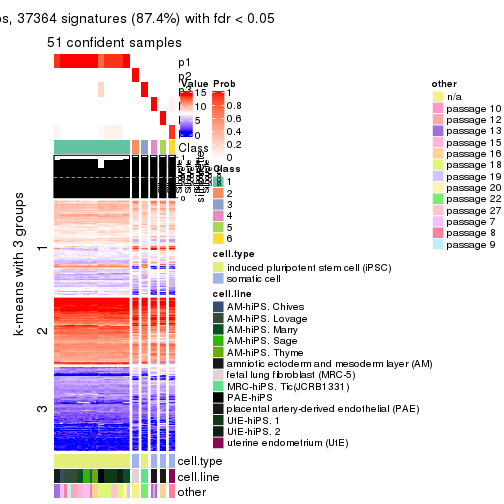 os, 37364 signatures (87.4%) with fdr < 0.05
51 confident samples
p1
p2
Value
15
10
5
0
Prob
1
0.8
0.6
0.4
0.2
0
Class
Class
1
2
3
4
5
6
k-means with 3 groups
1
2
3
cell.type
induced pluripotent stem cell (iPSC)
somatic cell
cell.line
AM-hiPS. Chives
AM-hiPS. Lovage
AM-hiPS. Marry
AM-hiPS. Sage
AM-hiPS. Thyme
amniotic ectoderm and mesoderm layer (AM)
fetal lung fibroblast (MRC-5)
MRC-hiPS. Tic(JCRB1331)
PAE-hiPS
placental artery-derived endothelial (PAE)
UtE-hiPS. 1
UtE-hiPS. 2
uterine endometrium (UtE)
cell.type
cell.line
other
other
n/a
passage 10
passage 12
passage 13
passage 15
passage 16
passage 18
passage 19
passage 20
passage 22
passage 27
passage 7
passage 8
passage 9